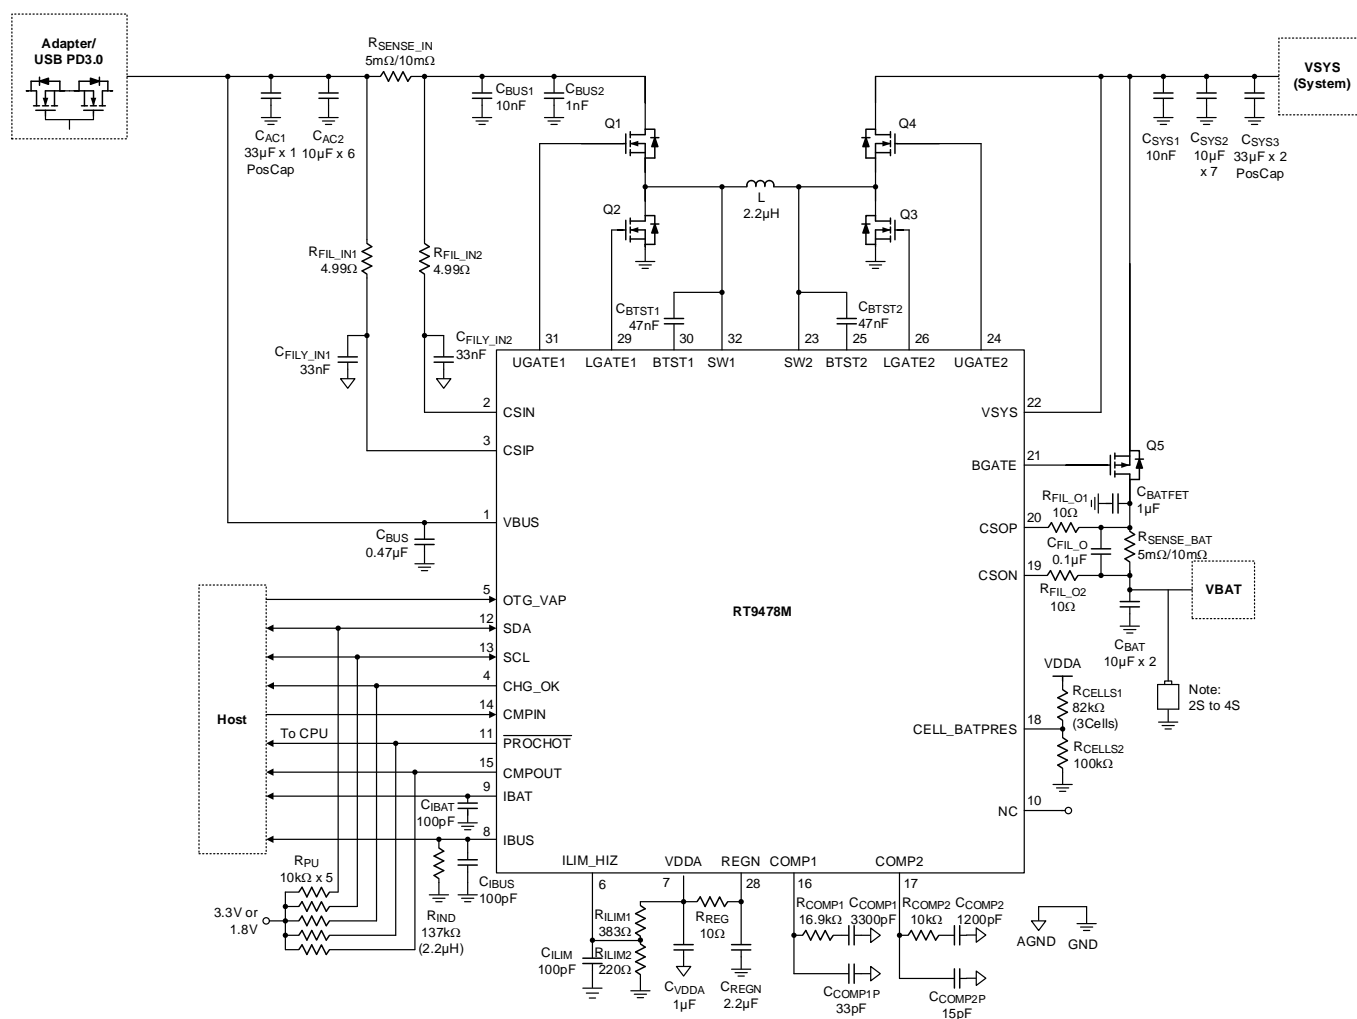 Adapter/
USB PD3.0
RSENSE_IN
5mΩ/10mΩ
CAC1
33µF x 1
PosCap
CAC2
10µF x 6
CBUS1
10nF
CBUS2
1nF
Q1
Q2
L
2.2µH
Q4
Q3
VSYS
(System)
CSYS1
10nF
CSYS2
10µF
x 7
CSYS3
33µF x 2
PosCap
RFIL_IN1
4.99Ω
RFIL_IN2
4.99Ω
CFILY_IN1
33nF
CFILY_IN2
33nF
CBTST1
47nF
CBTST2
47nF
31
29
30
32
23
25
26
24
UGATE1
LGATE1
BTST1
SW1
SW2
BTST2
LGATE2
UGATE2
2
CSIN
3
CSIP
1
VBUS
CBUS
0.47µF
VSYS
22
BGATE
21
Q5
CBATFET
1µF
RFIL_O1
10Ω
CSOP
20
CFIL_O
0.1µF
RSENSE_BAT
5mΩ/10mΩ
CSON
19
RFIL_O2
10Ω
VBAT
CBAT
10µF x 2
Note:
2S to 4S
RT9478M
Host
5
OTG_VAP
12
SDA
13
SCL
4
CHG_OK
14
CMPIN
To CPU
11
PROCHOT
15
CMPOUT
9
IBAT
CIBAT
100pF
8
IBUS
CIBUS
100pF
RIND
137kΩ
(2.2µH)
RPU
10kΩ x 5
3.3V or
1.8V
VDDA
RCELLS1
82kΩ
(3Cells)
CELL_BATPRES
18
RCELLS2
100kΩ
NC
10
ILIM_HIZ
VDDA
REGN
COMP1
COMP2
6
7
28
16
17
RILIM1
383Ω
RILIM2
220Ω
CILIM
100pF
RREG
10Ω
CVDDA
1µF
CREGN
2.2µF
RCOMP1
16.9kΩ
CCOMP1
3300pF
CCOMP1P
33pF
RCOMP2
10kΩ
CCOMP2
1200pF
CCOMP2P
15pF
AGND
GND